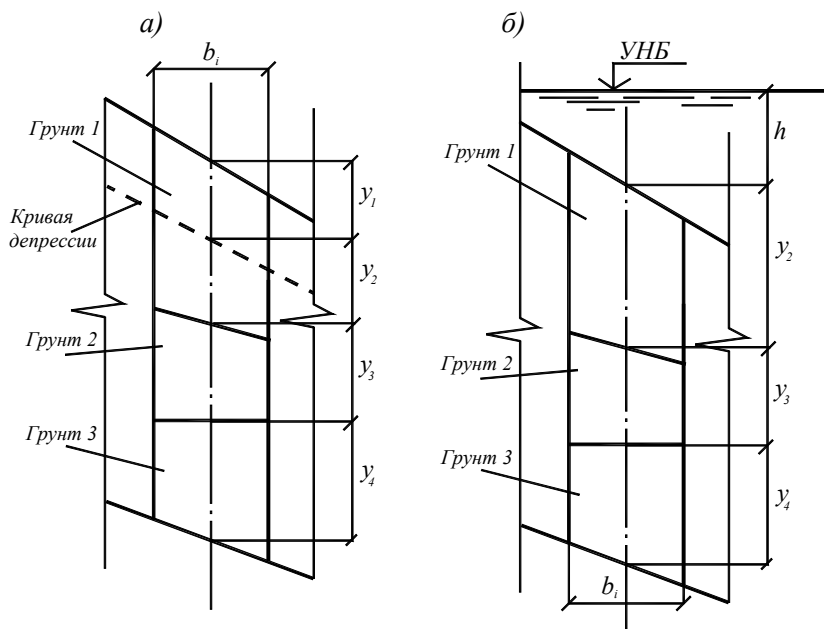 а)
b_i
Грунт 1
Кривая
депрессии
Грунт 2
Грунт 3
y_1
y_2
y_3
y_4
б)
УНБ
h
Грунт 1
y_2
Грунт 2
y_3
Грунт 3
y_4
b_i